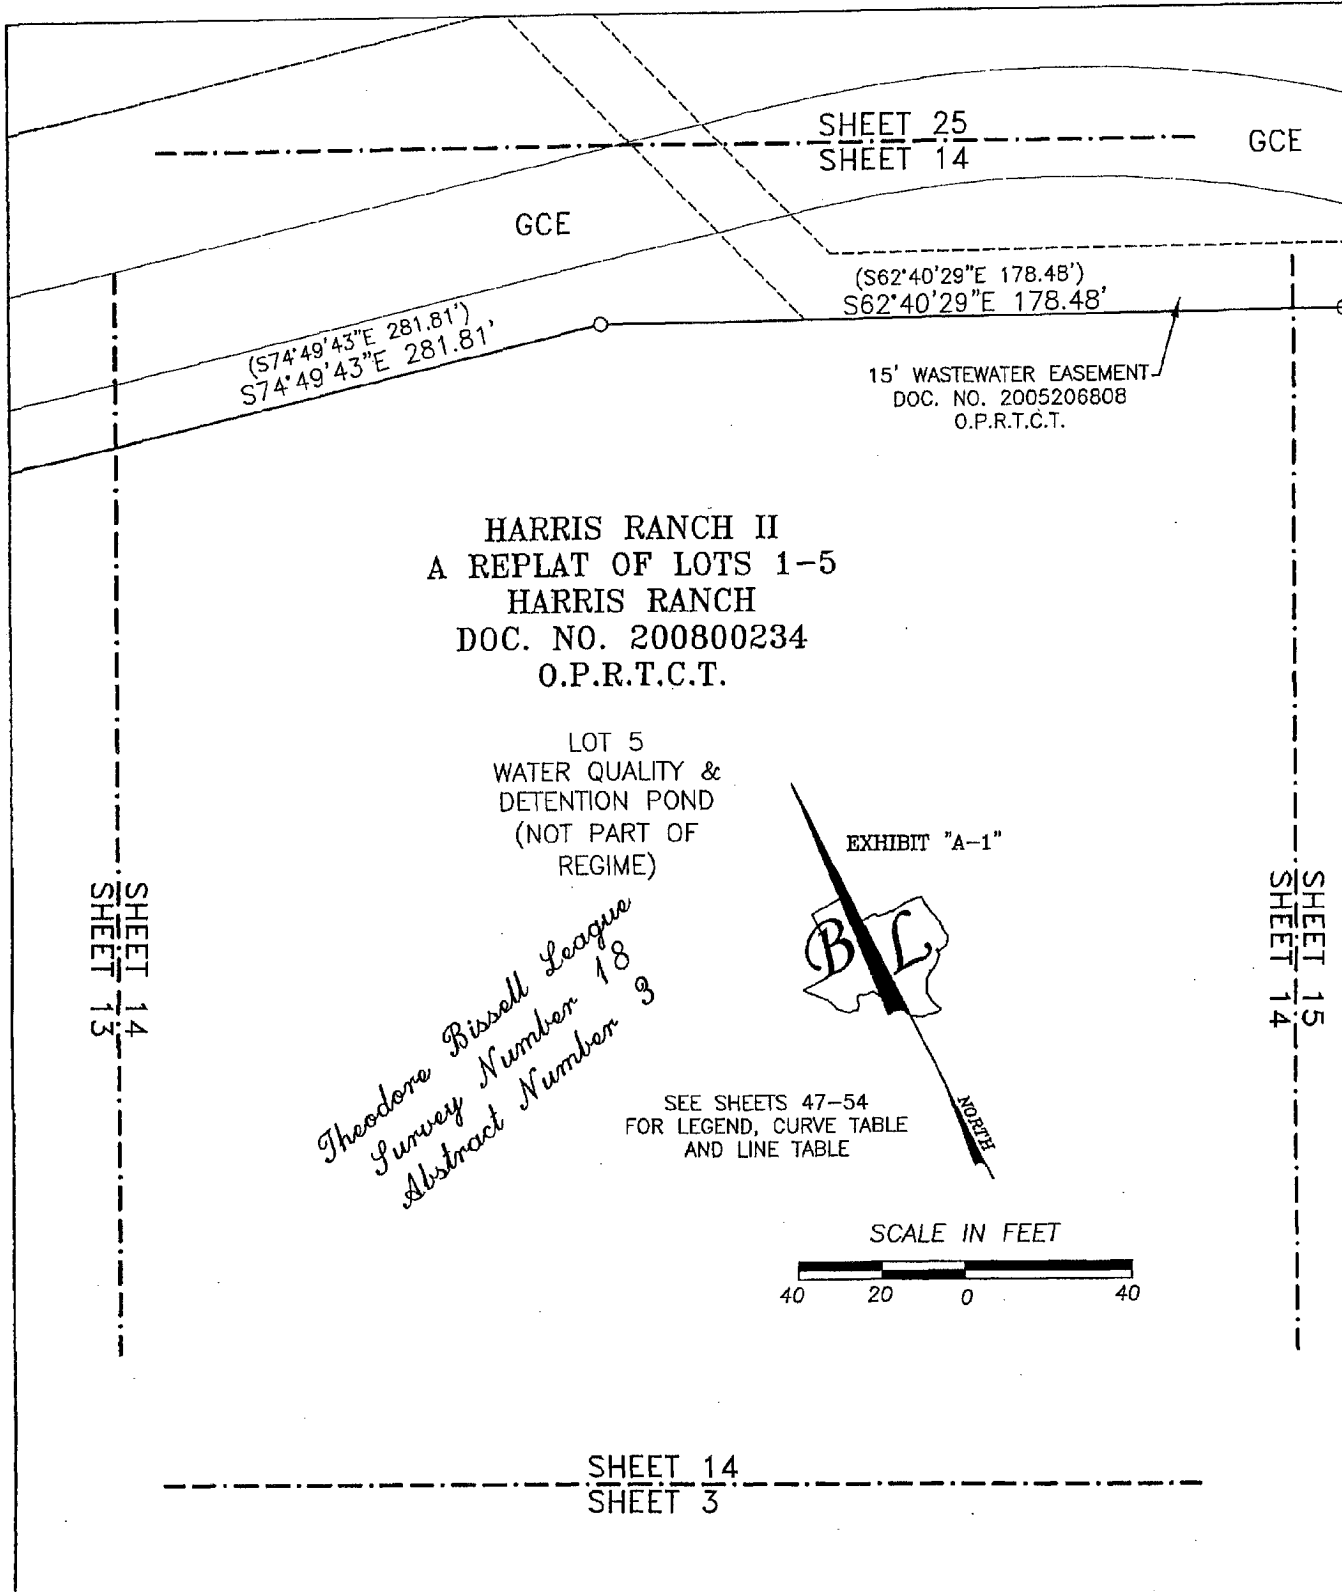 SHEET 25
SHEET 14
GCE
GCE
(S62°40'29"E 178.48')
S62°40'29"E 178.48'
(S74°49'43"E 281.81')
S74°49'43"E 281.81'
15' WASTEWATER EASEMENT
DOC. NO. 2005206808
O.P.R.T.C.T.
HARRIS RANCH II
A REPLAT OF LOTS 1-5
HARRIS RANCH
DOC. NO. 200800234
O.P.R.T.C.T.
LOT 5
WATER QUALITY &
DETENTION POND
(NOT PART OF
REGIME)
EXHIBIT "A-1"
B L
NORTH
Theodore Bissell League
Survey Number 18
Abstract Number 3
SHEET 14
SHEET 13
SHEET 15
SHEET 14
SEE SHEETS 47-54
FOR LEGEND, CURVE TABLE
AND LINE TABLE
SCALE IN FEET
40 20 0 40
SHEET 14
SHEET 3